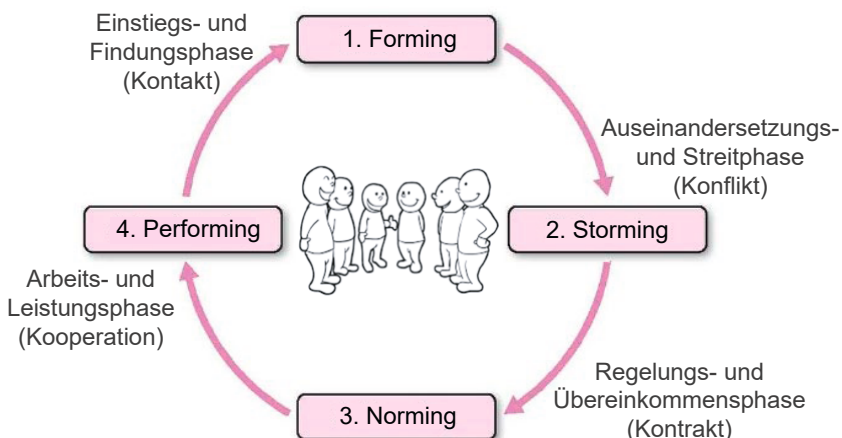 Einstiegs- und
Findungsphase
(Kontakt)
1. Forming
Auseinandersetzungs-
und Streitphase
(Konflikt)
2. Storming
Regelungs- und
Übereinkommensphase
(Kontrakt)
3. Norming
Arbeits- und
Leistungsphase
(Kooperation)
4. Performing